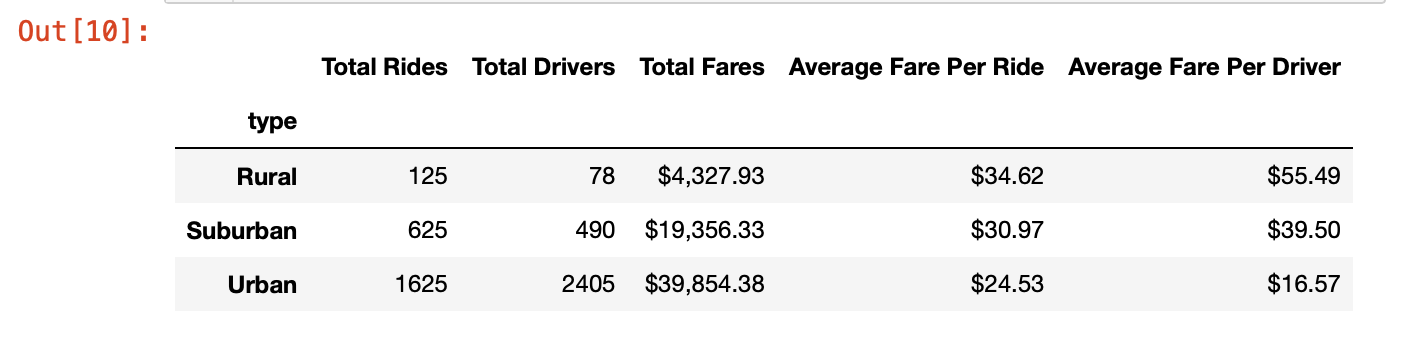 Out[10]:
Total Rides Total Drivers Total Fares Average Fare Per Ride Average Fare Per Driver
type
Rural 125 78 $4,327.93 $34.62 $55.49
Suburban 625 490 $19,356.33 $30.97 $39.50
Urban 1625 2405 $39,854.38 $24.53 $16.57